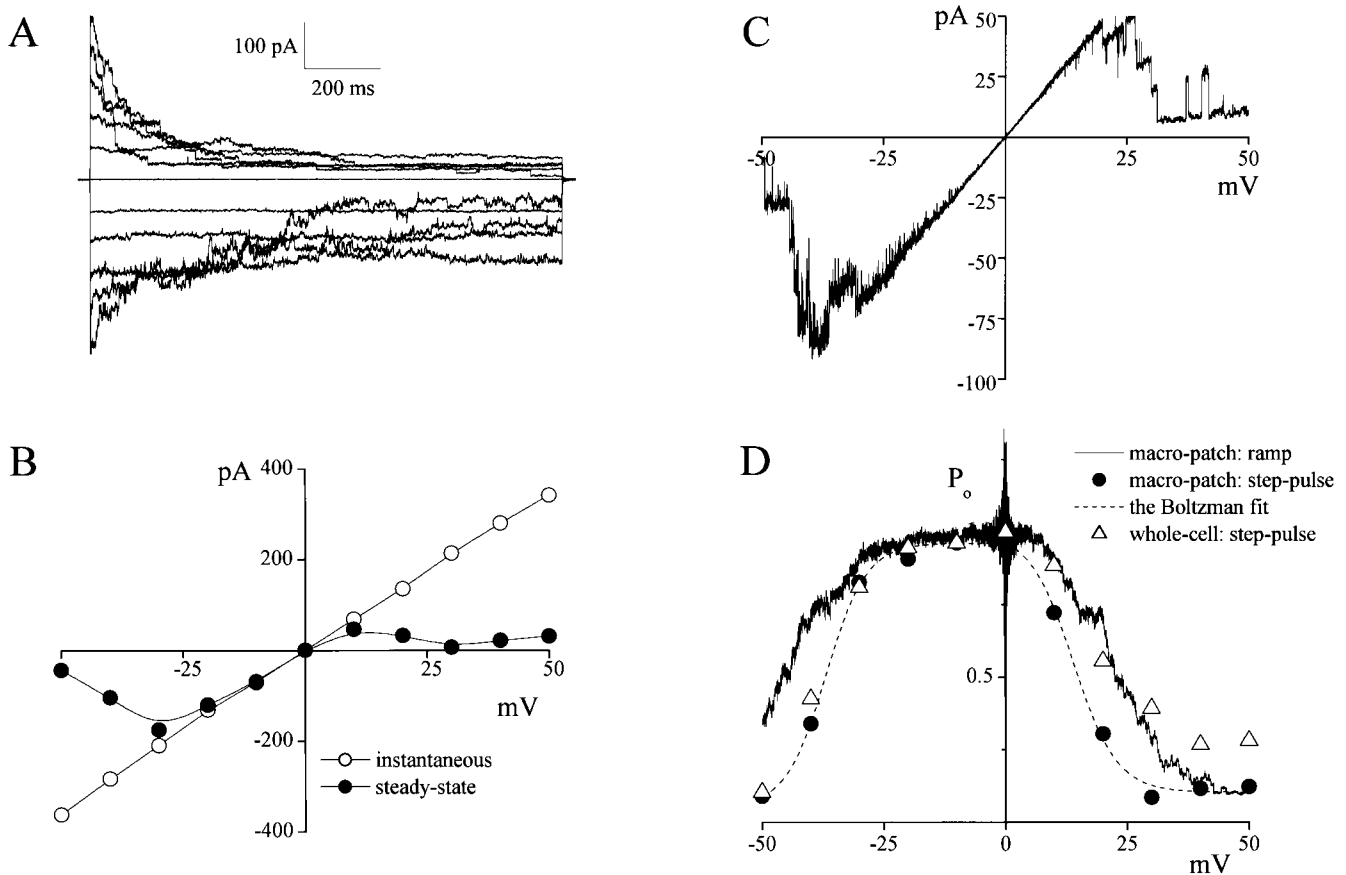 A
100 pA
200 ms
C
pA
50
25
-50
-25
25
50
mV
-25
-50
-75
-100
B
pA
400
200
-25
25
50
mV
-200
-400
instantaneous
steady-state
D
Po
macro-patch: ramp
macro-patch: step-pulse
the Boltzman fit
whole-cell: step-pulse
0.5
-50
-25
0
25
50
mV